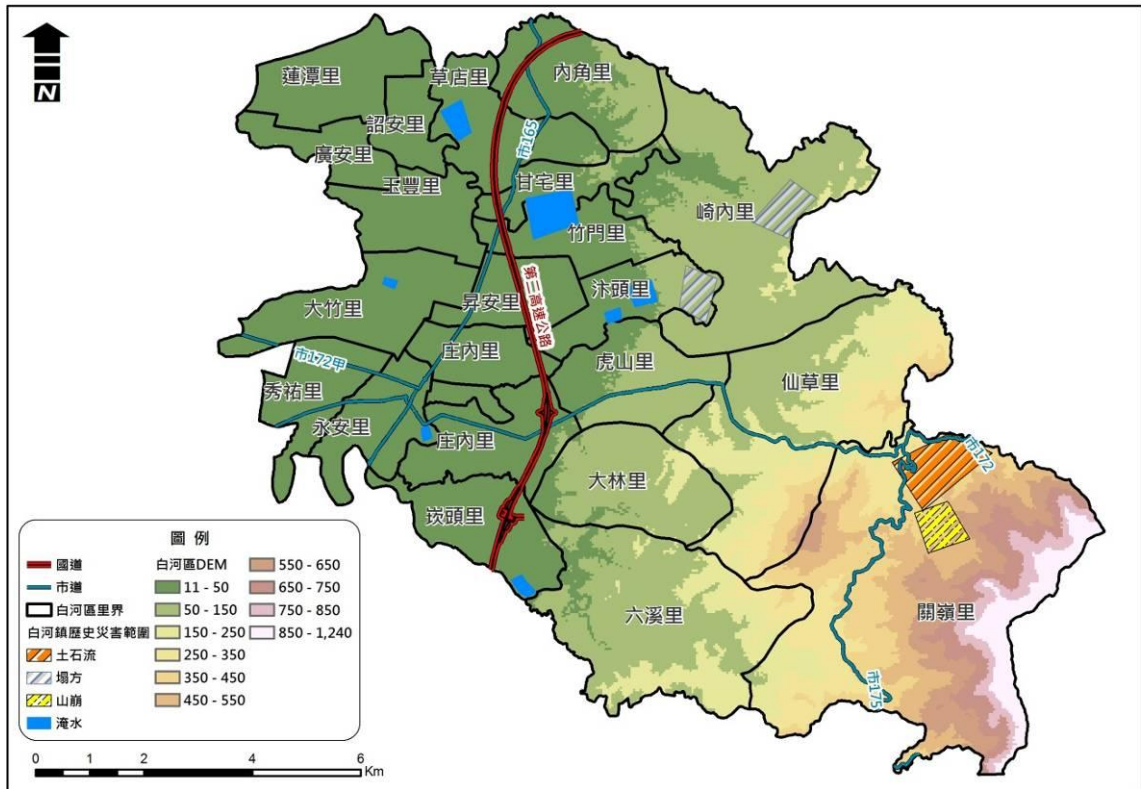 N
蓮潭里
草店里
內角里
詔安里
市165
廣安里
玉豐里
甘宅里
崎內里
竹門里
第三高速公路
汴頭里
大竹里
昇安里
庄內里
虎山里
市172甲
仙草里
秀祐里
永安里
庄內里
市172
大林里
崁頭里
六溪里
關嶺里
市175
圖 例
國道
市道
白河區里界
白河鎮歷史災害範圍
土石流
塌方
山崩
淹水
白河區DEM
11 - 50
50 - 150
150 - 250
250 - 350
350 - 450
450 - 550
550 - 650
650 - 750
750 - 850
850 - 1,240
0 1 2 4 6
Km